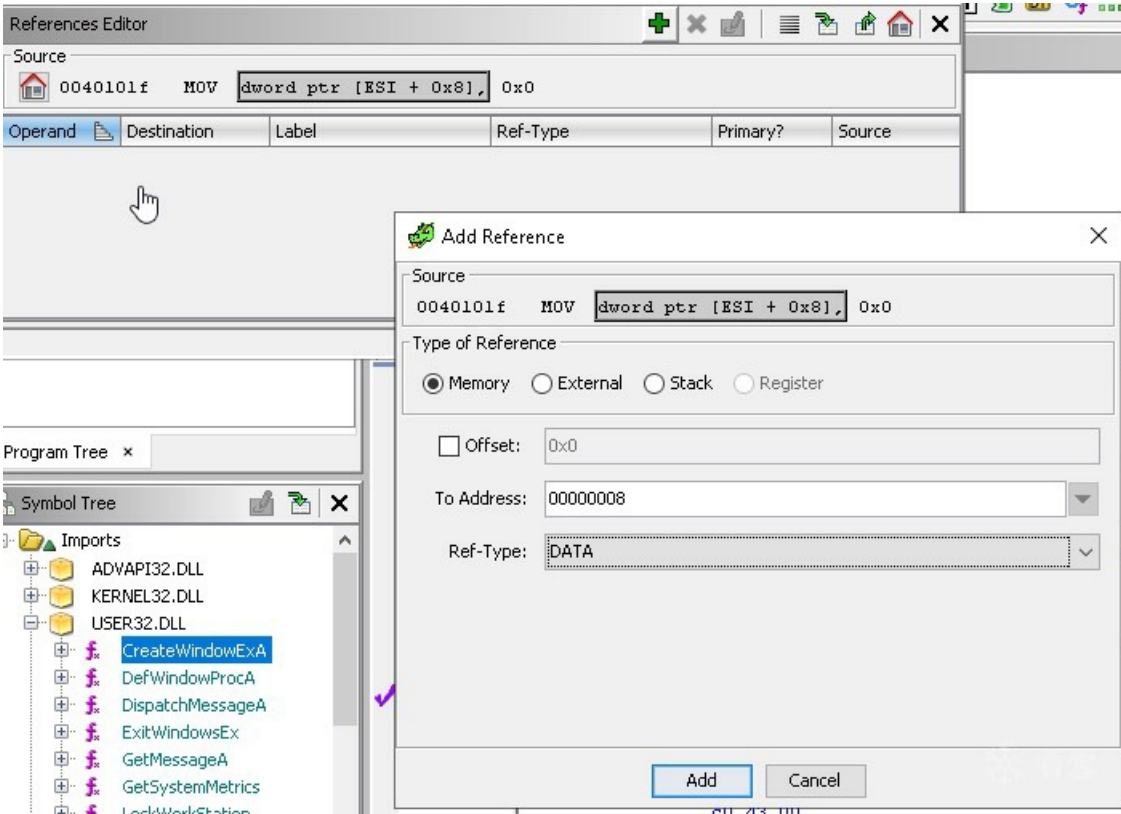 References Editor
Source
0040101f MOV dword ptr [ESI + 0x8], 0x0
Operand Destination Label Ref-Type Primary? Source
Add Reference
Source
0040101f MOV dword ptr [ESI + 0x8], 0x0
Type of Reference
Memory External Stack Register
Offset: 0x0
To Address: 00000008
Ref-Type: DATA
Add Cancel
Program Tree ×
Symbol Tree
Imports
ADVAPI32.DLL
KERNEL32.DLL
USER32.DLL
CreateWindowExA
DefWindowProcA
DispatchMessageA
ExitWindowsEx
GetMessageA
GetSystemMetrics
LockWorkStation